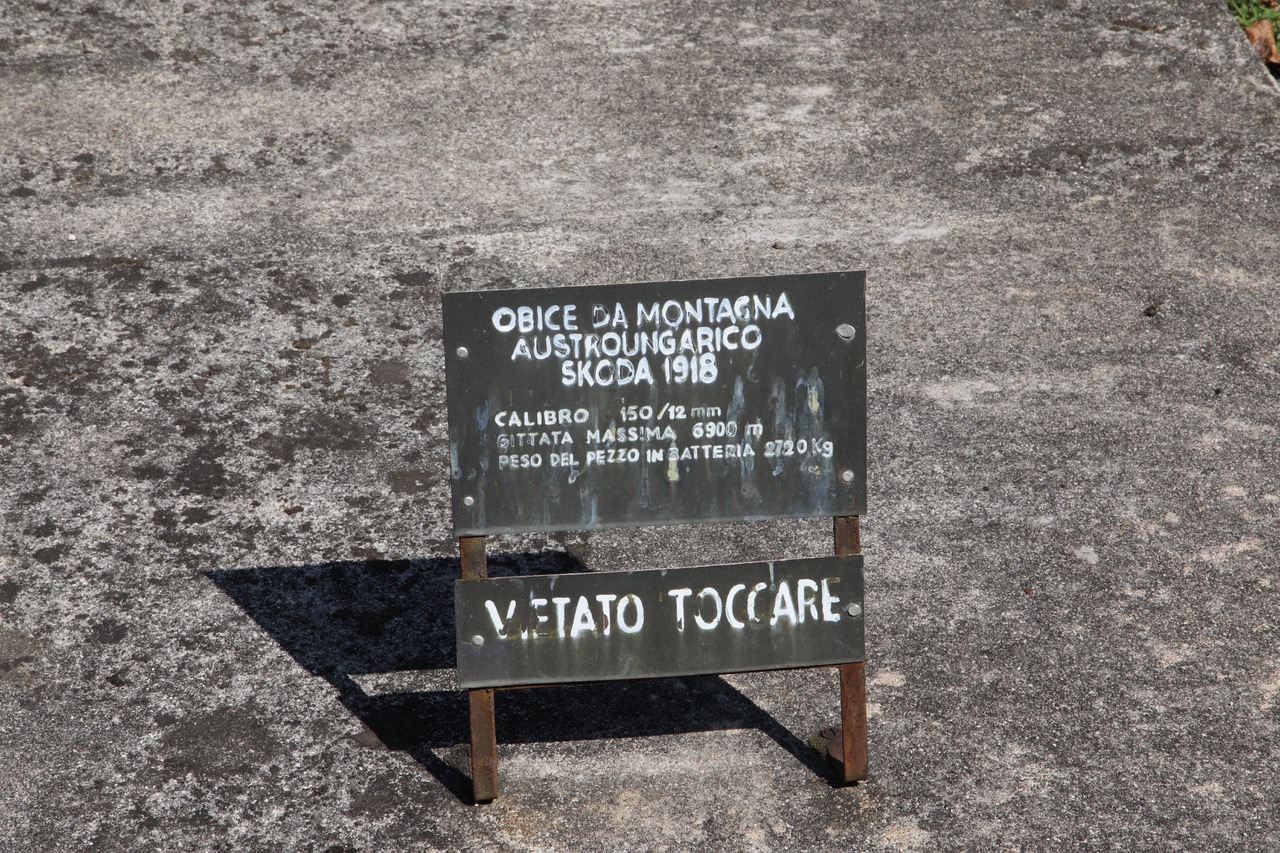 OBICE DA MONTAGNA
AUSTROUNGARICO
SKODA 1918
CALIBRO 150/12 mm
GITTATA MASSIMA 6900 m
PESO DEL PEZZO IN BATTERIA 2720 Kg
VIETATO TOCCARE